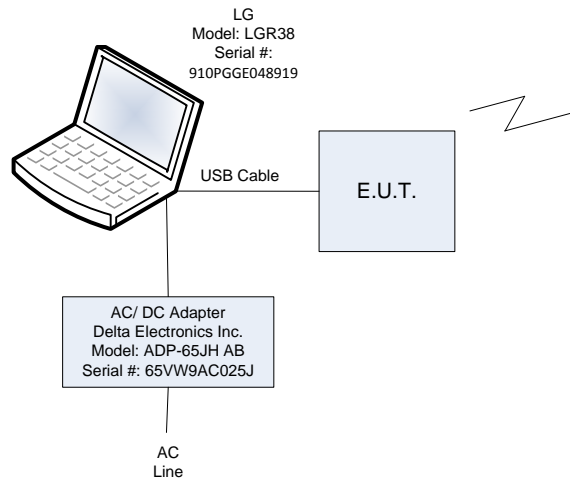 LG
Model: LGR38
Serial #:
910PGGE048919
USB Cable
E.U.T.
AC/ DC Adapter
Delta Electronics Inc.
Model: ADP-65JH AB
Serial #: 65VW9AC025J
AC
Line